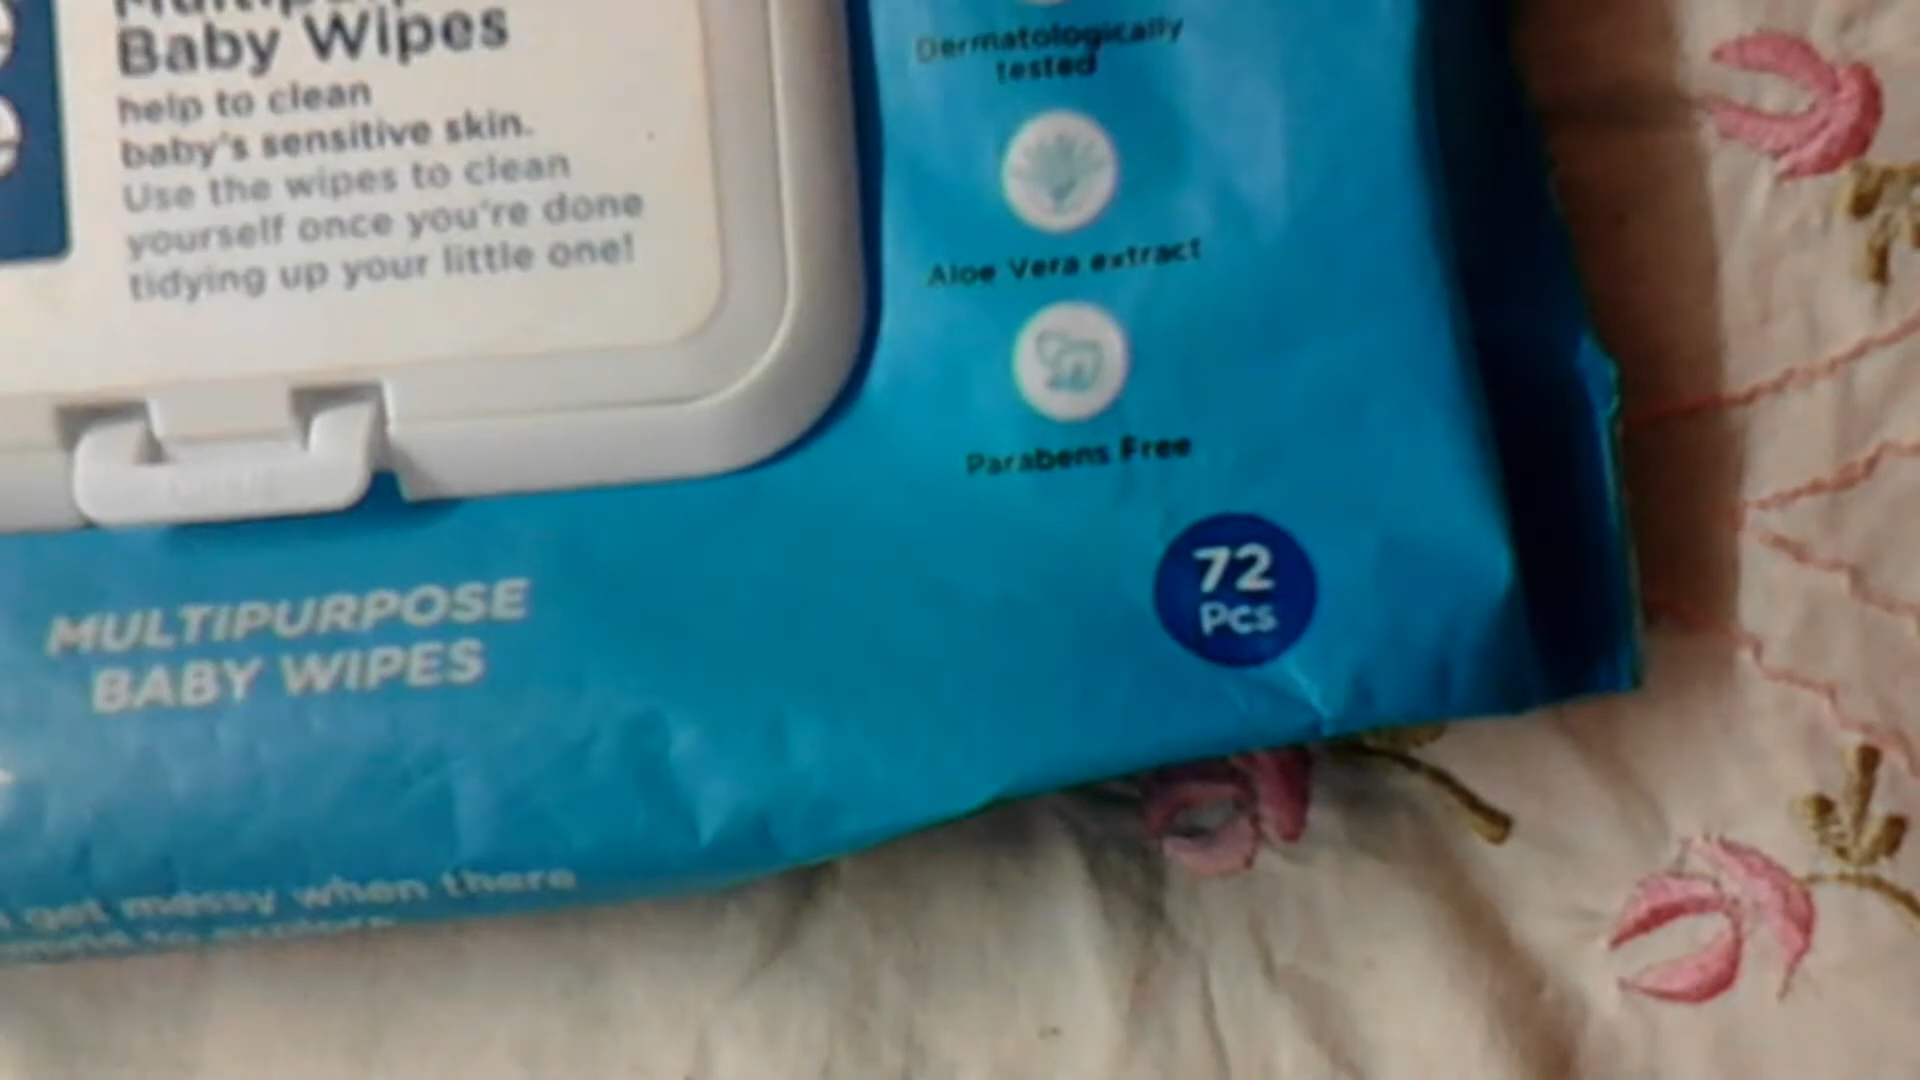 Baby Wipes
help to clean
baby's sensitive skin.
Use the wipes to clean
yourself once you're done
tidying up your little one!
Dermatologically
tested
Aloe Vera extract
Parabens Free
72
Pcs
MULTIPURPOSE
BABY WIPES
get messy when there